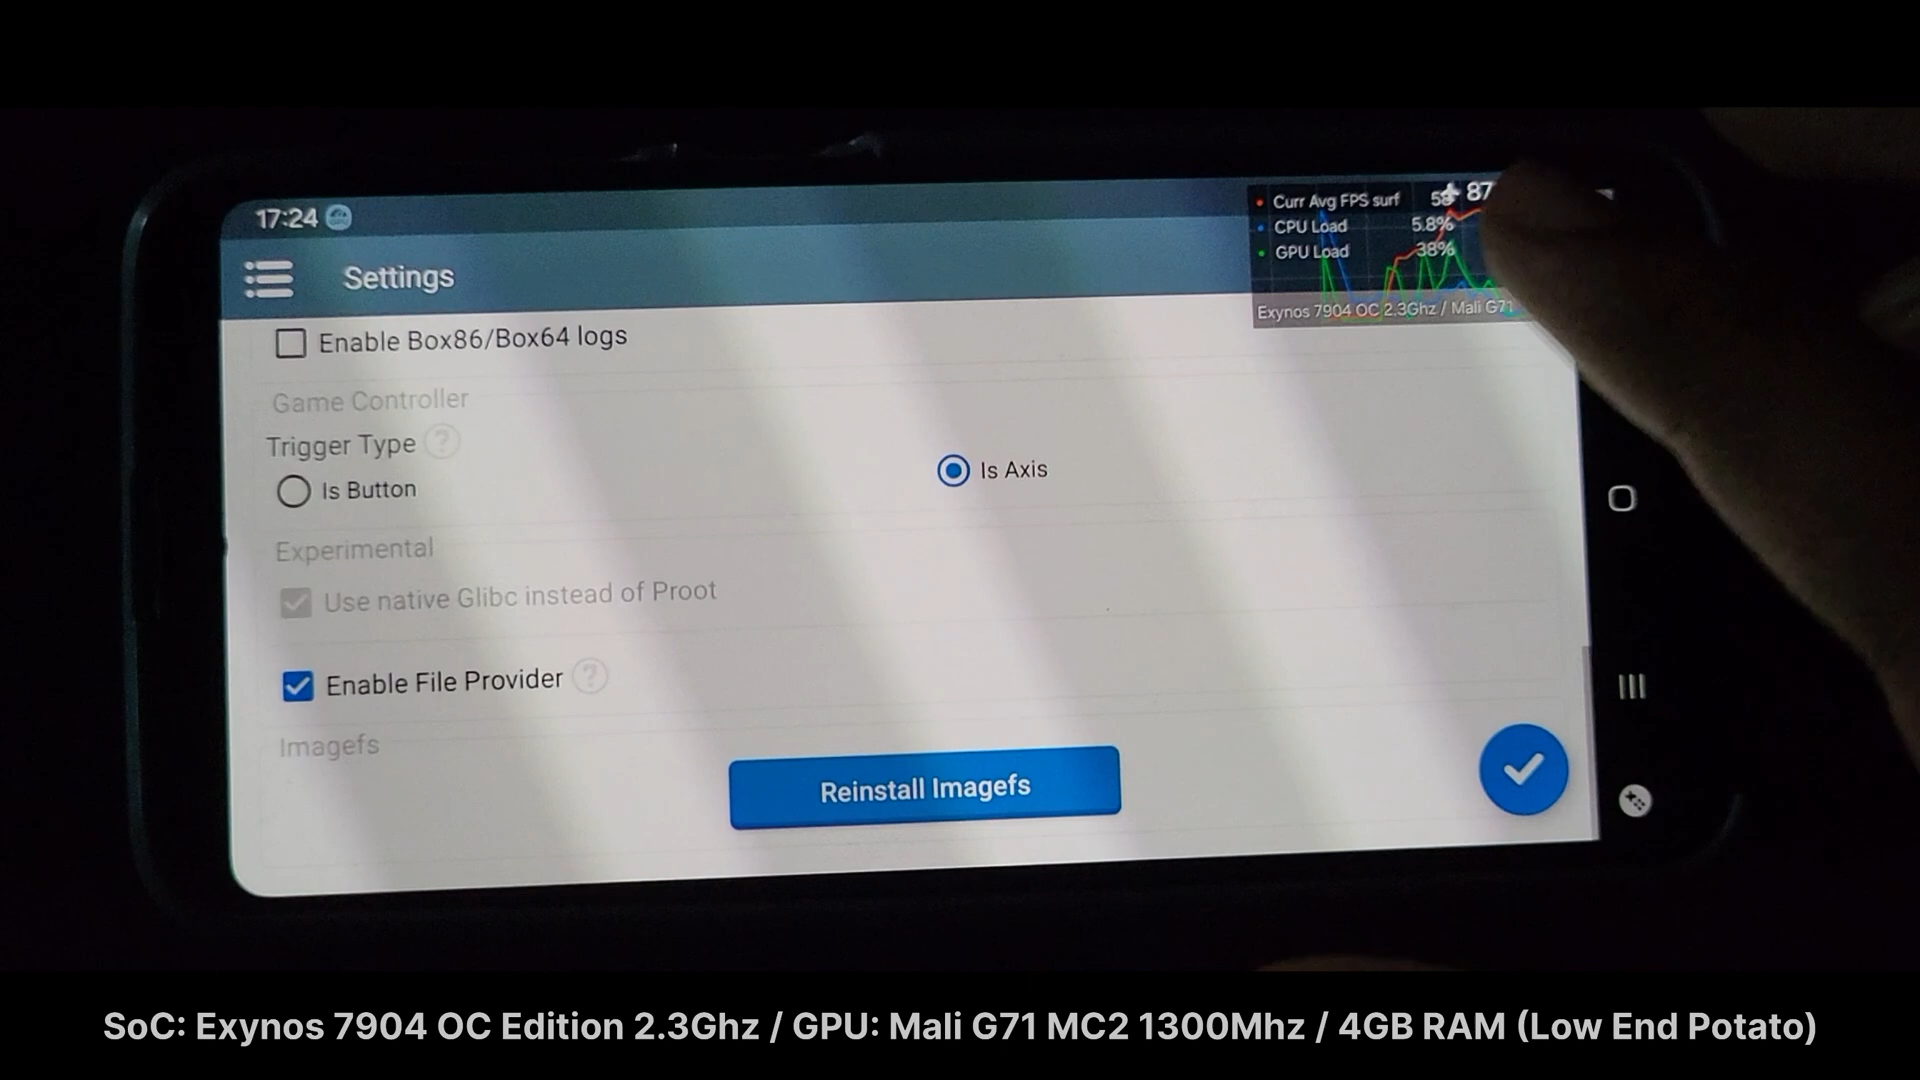 17:24
87
Curr Avg FPS surf 58
CPU Load 5.8%
GPU Load 38%
Exynos 7904 OC 2.3Ghz / Mali G71
Settings
Enable Box86/Box64 logs
Game Controller
Trigger Type ?
Is Button
Is Axis
Experimental
Use native Glibc instead of Proot
Enable File Provider ?
Imagefs
Reinstall Imagefs
SoC: Exynos 7904 OC Edition 2.3Ghz / GPU: Mali G71 MC2 1300Mhz / 4GB RAM (Low End Potato)